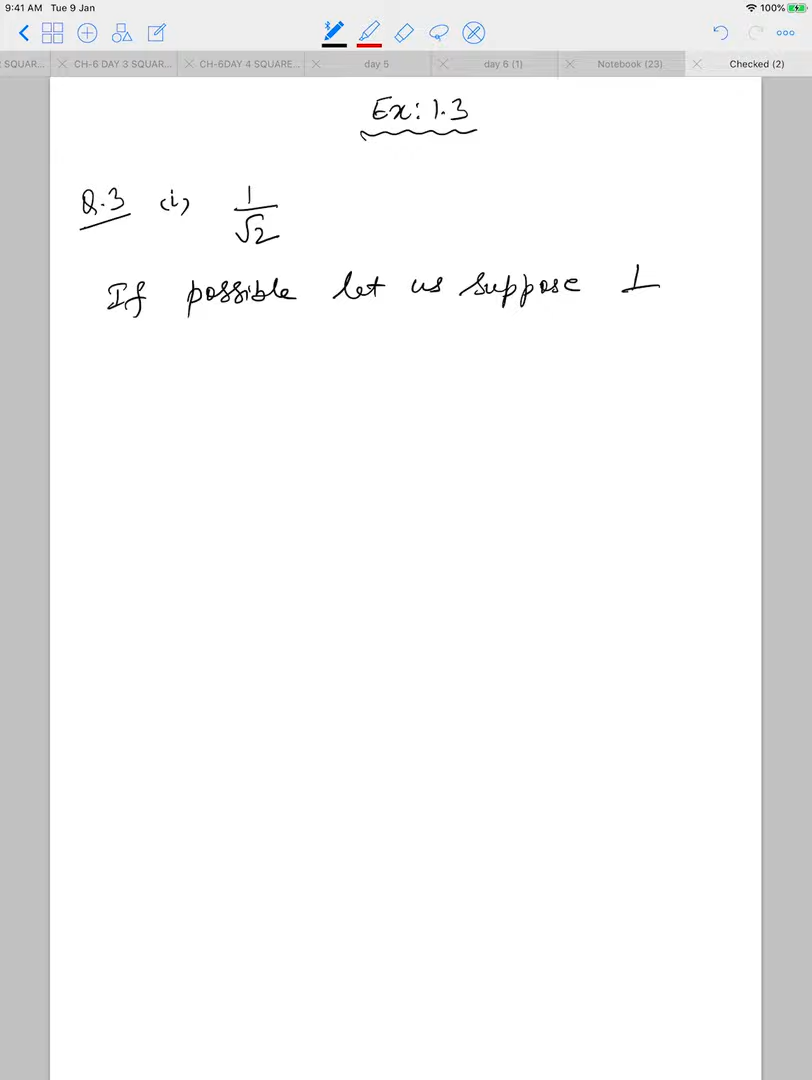 9:41 AM Tue 9 Jan 100%
SQUAR... CH-6 DAY 3 SQUAR... CH-6DAY 4 SQUARE... day 5 day 6 (1) Notebook (23) Checked (2)
Ex: 1.3
Q.3 (i) 1/√2
If possible let us suppose 1